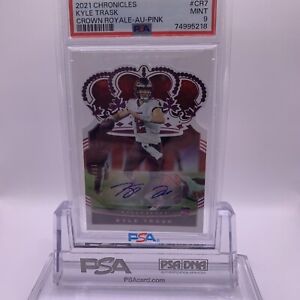 2021 CHRONICLES #CR7
KYLE TRASK MINT
CROWN ROYALE-AU-PINK 9
PSA 74995218
KYLE TRASK
PSA
PSA PSA/DNA
PSAcard.com